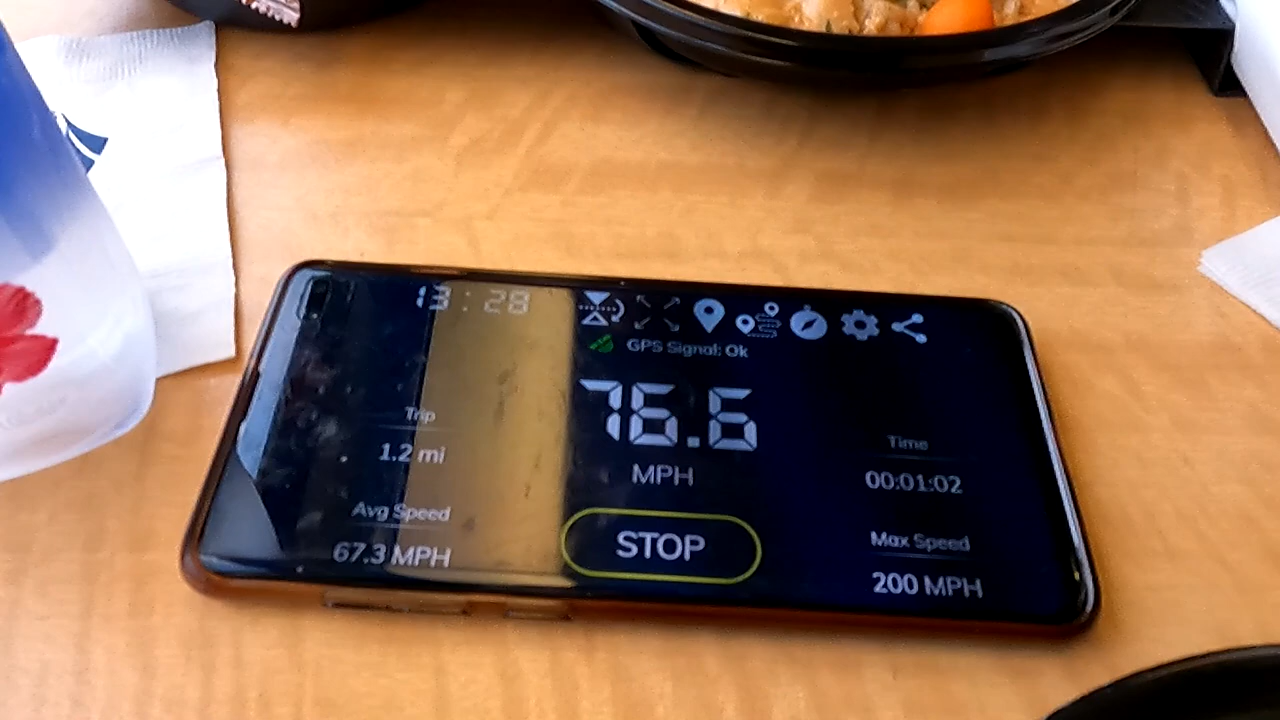 13:28
GPS Signal: Ok
76.6
MPH
STOP
Trip
1.2 mi
Avg Speed
67.3 MPH
Time
00:01:02
Max Speed
200 MPH